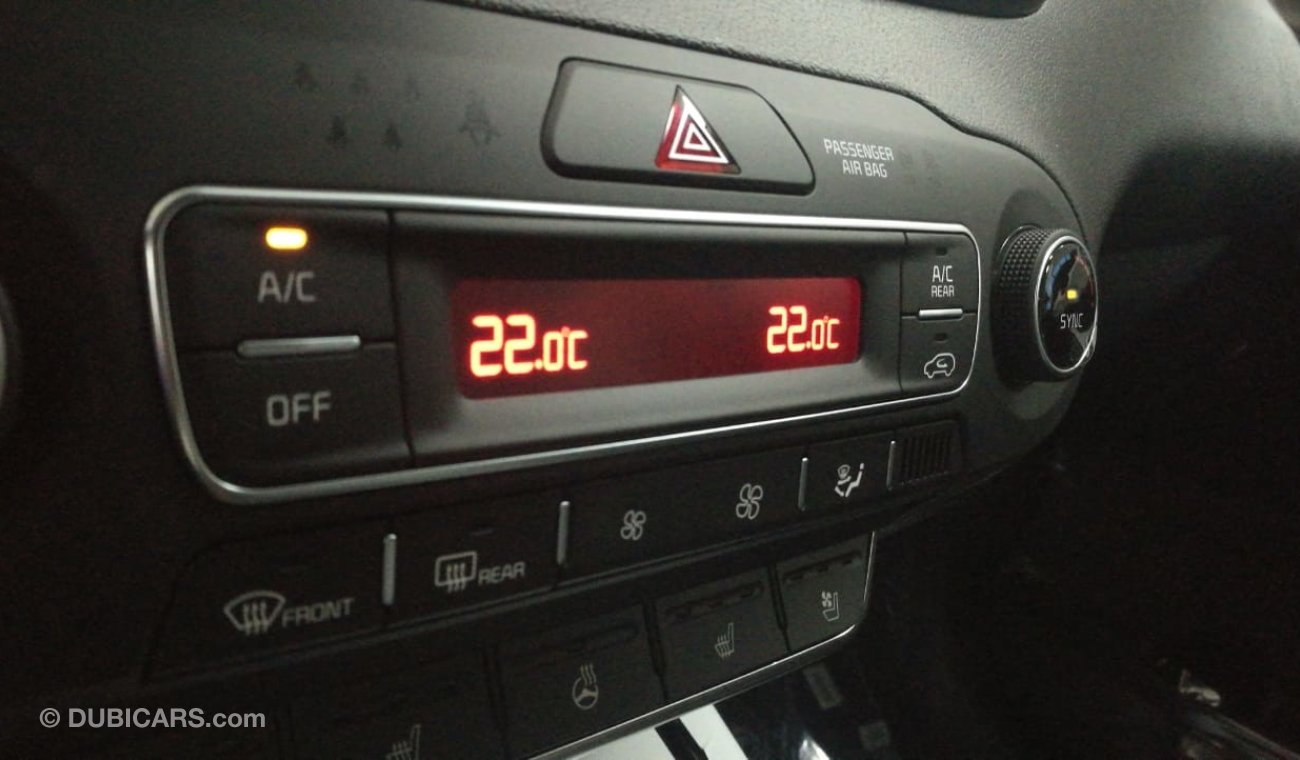 PASSENGER
AIR BAG
A/C
22.0°C
22.0°C
A/C
REAR
SYNC
OFF
REAR
FRONT
© DUBICARS.com